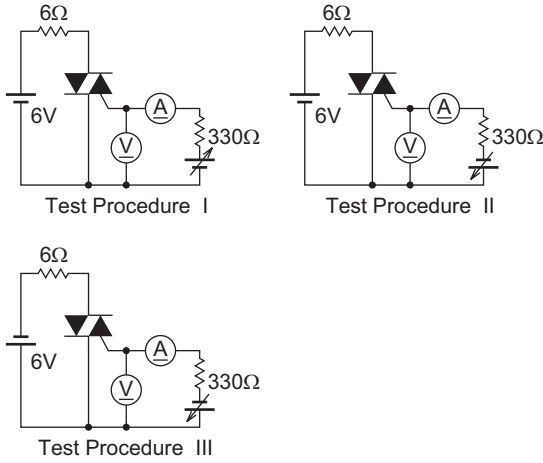 6Ω
A
330Ω
6V
V
Test Procedure I
6Ω
A
330Ω
6V
V
Test Procedure II
6Ω
A
330Ω
6V
V
Test Procedure III